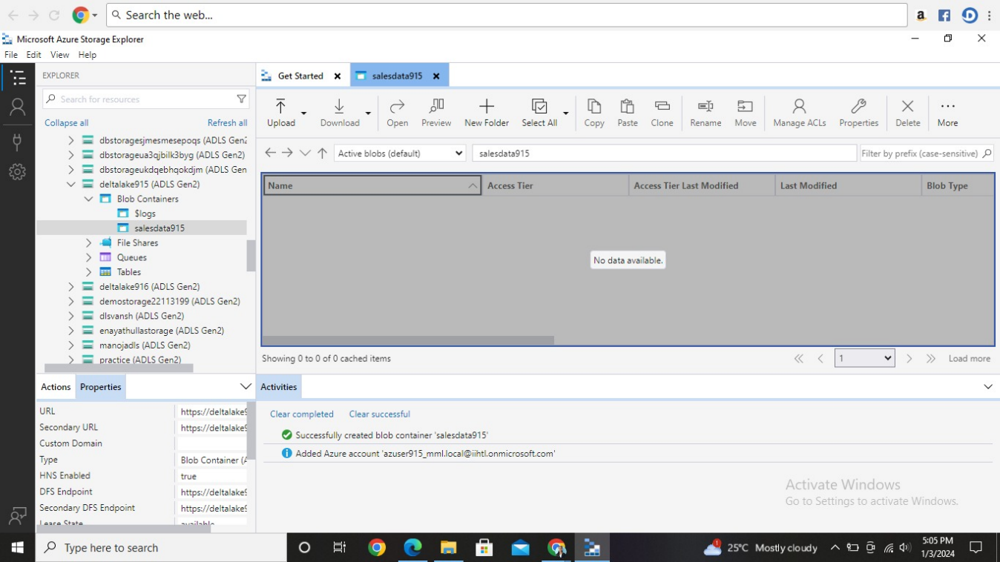 Search the web...
Microsoft Azure Storage Explorer
File Edit View Help
EXPLORER
Search for resources
Collapse all Refresh all
dbstoragesjmesmesepoqs (ADLS Gen2
dbstorageua3qjbilk3byg (ADLS Gen2)
dbstorageukdqebhqokdjm (ADLS Gen
deltalake915 (ADLS Gen2)
Blob Containers
$logs
salesdata915
File Shares
Queues
Tables
deltalake916 (ADLS Gen2)
demostorage22113199 (ADLS Gen2)
dlsvansh (ADLS Gen2)
enayathullastorage (ADLS Gen2)
manojadls (ADLS Gen2)
practice (ADLS Gen2)
Actions Properties
URL https://deltalake9
Secondary URL https://deltalake9
Custom Domain
Type Blob Container (A
HNS Enabled true
DFS Endpoint https://deltalake9
Secondary DFS Endpoint https://deltalake9
Lease State available
Get Started salesdata915
Upload Download Open Preview New Folder Select All Copy Paste Clone Rename Move Manage ACLs Properties Delete More
Active blobs (default) salesdata915 Filter by prefix (case-sensitive)
Name Access Tier Access Tier Last Modified Last Modified Blob Type
No data available.
Showing 0 to 0 of 0 cached items 1 Load more
Activities
Clear completed Clear successful
Successfully created blob container 'salesdata915'
Added Azure account 'azuser915_mml.local@iihtl.onmicrosoft.com'
Activate Windows
Go to Settings to activate Windows.
Type here to search
1
25°C Mostly cloudy
5:05 PM
1/3/2024